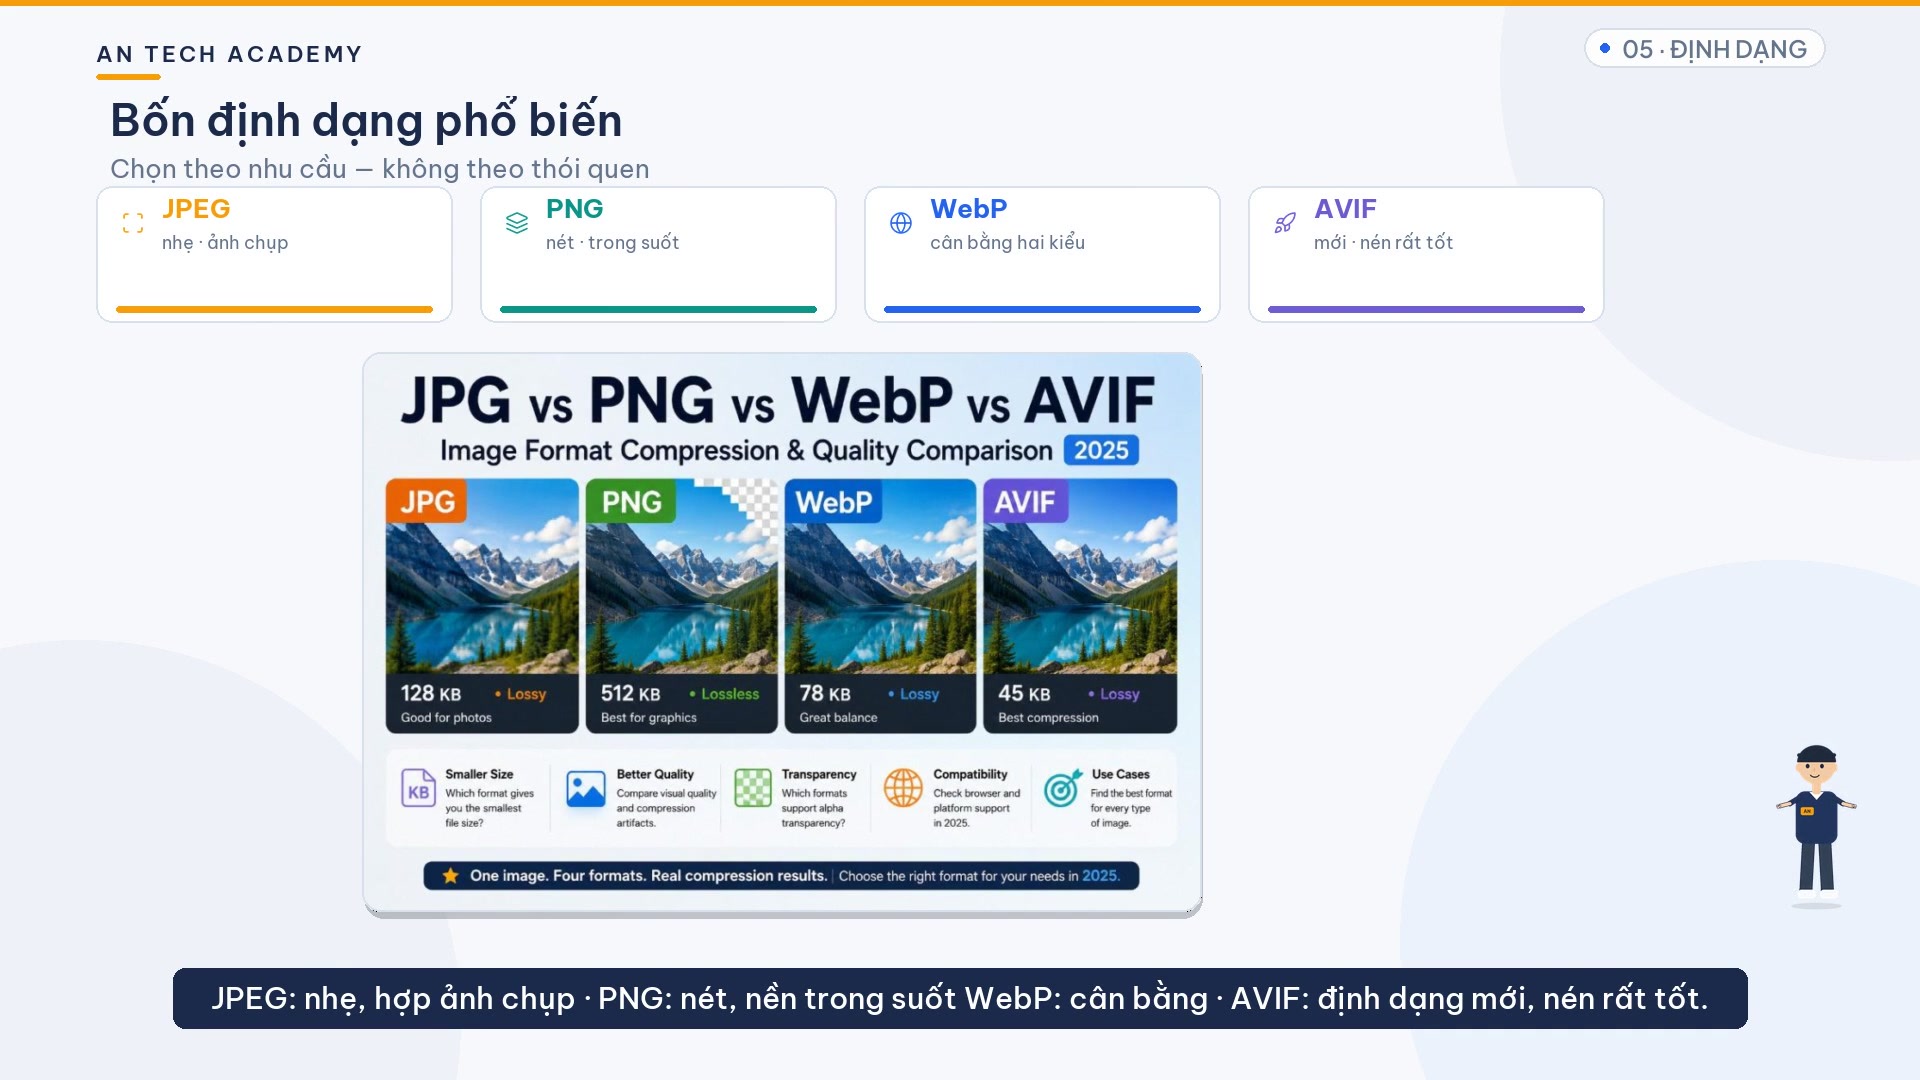 AN TECH ACADEMY
05 · ĐỊNH DẠNG
Bốn định dạng phổ biến
Chọn theo nhu cầu — không theo thói quen
JPEG
nhẹ · ảnh chụp
PNG
nét · trong suốt
WebP
cân bằng hai kiểu
AVIF
mới · nén rất tốt
JPG vs PNG vs WebP vs AVIF
Image Format Compression & Quality Comparison 2025
JPG
PNG
WebP
AVIF
128 KB • Lossy
Good for photos
512 KB • Lossless
Best for graphics
78 KB • Lossy
Great balance
45 KB • Lossy
Best compression
KB
Smaller Size
Which format gives
you the smallest
file size?
Better Quality
Compare visual quality
and compression
artifacts.
Transparency
Which formats
support alpha
transparency?
Compatibility
Check browser and
platform support
in 2025.
Use Cases
Find the best format
for every type
of image.
One image. Four formats. Real compression results. | Choose the right format for your needs in 2025.
AN
JPEG: nhẹ, hợp ảnh chụp · PNG: nét, nền trong suốt WebP: cân bằng · AVIF: định dạng mới, nén rất tốt.